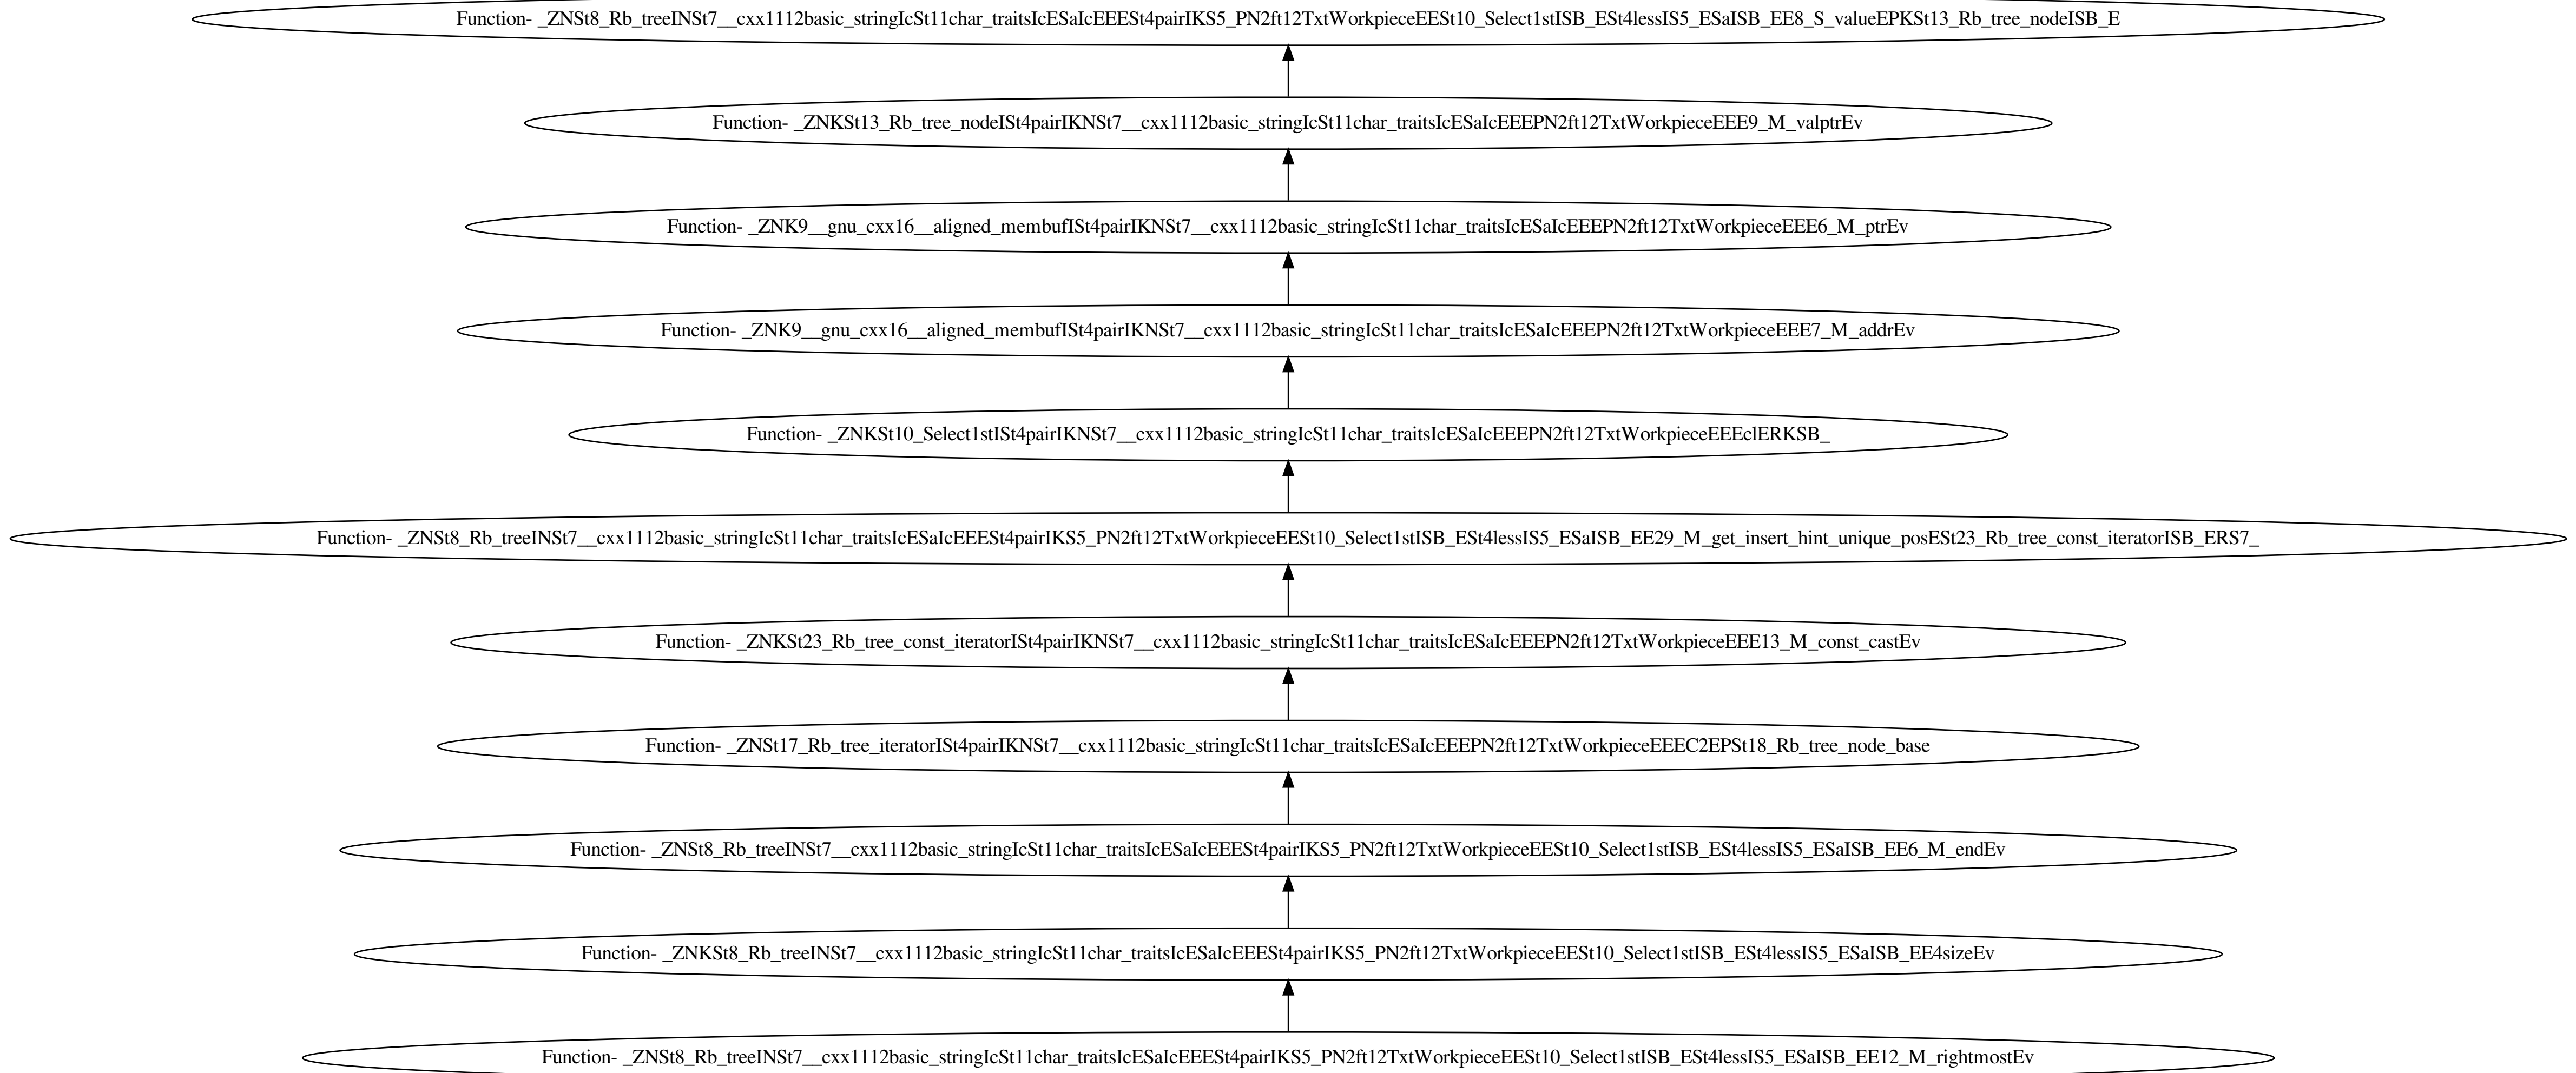 Function- _ZNSt8_Rb_treeINSt7__cxx1112basic_stringIcSt11char_traitsIcESaIcEEESt4pairIKS5_PN2ft12TxtWorkpieceEESt10_Select1stISB_ESt4lessIS5_ESaISB_EE8_S_valueEPKSt13_Rb_tree_nodeISB_E
Function- _ZNKSt13_Rb_tree_nodeISt4pairIKNSt7__cxx1112basic_stringIcSt11char_traitsIcESaIcEEEPN2ft12TxtWorkpieceEEE9_M_valptrEv
Function- _ZNK9__gnu_cxx16__aligned_membufISt4pairIKNSt7__cxx1112basic_stringIcSt11char_traitsIcESaIcEEEPN2ft12TxtWorkpieceEEE6_M_ptrEv
Function- _ZNK9__gnu_cxx16__aligned_membufISt4pairIKNSt7__cxx1112basic_stringIcSt11char_traitsIcESaIcEEEPN2ft12TxtWorkpieceEEE7_M_addrEv
Function- _ZNKSt10_Select1stISt4pairIKNSt7__cxx1112basic_stringIcSt11char_traitsIcESaIcEEEPN2ft12TxtWorkpieceEEEclERKSB_
Function- _ZNSt8_Rb_treeINSt7__cxx1112basic_stringIcSt11char_traitsIcESaIcEEESt4pairIKS5_PN2ft12TxtWorkpieceEESt10_Select1stISB_ESt4lessIS5_ESaISB_EE29_M_get_insert_hint_unique_posESt23_Rb_tree_const_iteratorISB_ERS7_
Function- _ZNKSt23_Rb_tree_const_iteratorISt4pairIKNSt7__cxx1112basic_stringIcSt11char_traitsIcESaIcEEEPN2ft12TxtWorkpieceEEE13_M_const_castEv
Function- _ZNSt17_Rb_tree_iteratorISt4pairIKNSt7__cxx1112basic_stringIcSt11char_traitsIcESaIcEEEPN2ft12TxtWorkpieceEEEC2EPSt18_Rb_tree_node_base
Function- _ZNSt8_Rb_treeINSt7__cxx1112basic_stringIcSt11char_traitsIcESaIcEEESt4pairIKS5_PN2ft12TxtWorkpieceEESt10_Select1stISB_ESt4lessIS5_ESaISB_EE6_M_endEv
Function- _ZNKSt8_Rb_treeINSt7__cxx1112basic_stringIcSt11char_traitsIcESaIcEEESt4pairIKS5_PN2ft12TxtWorkpieceEESt10_Select1stISB_ESt4lessIS5_ESaISB_EE4sizeEv
Function- _ZNSt8_Rb_treeINSt7__cxx1112basic_stringIcSt11char_traitsIcESaIcEEESt4pairIKS5_PN2ft12TxtWorkpieceEESt10_Select1stISB_ESt4lessIS5_ESaISB_EE12_M_rightmostEv